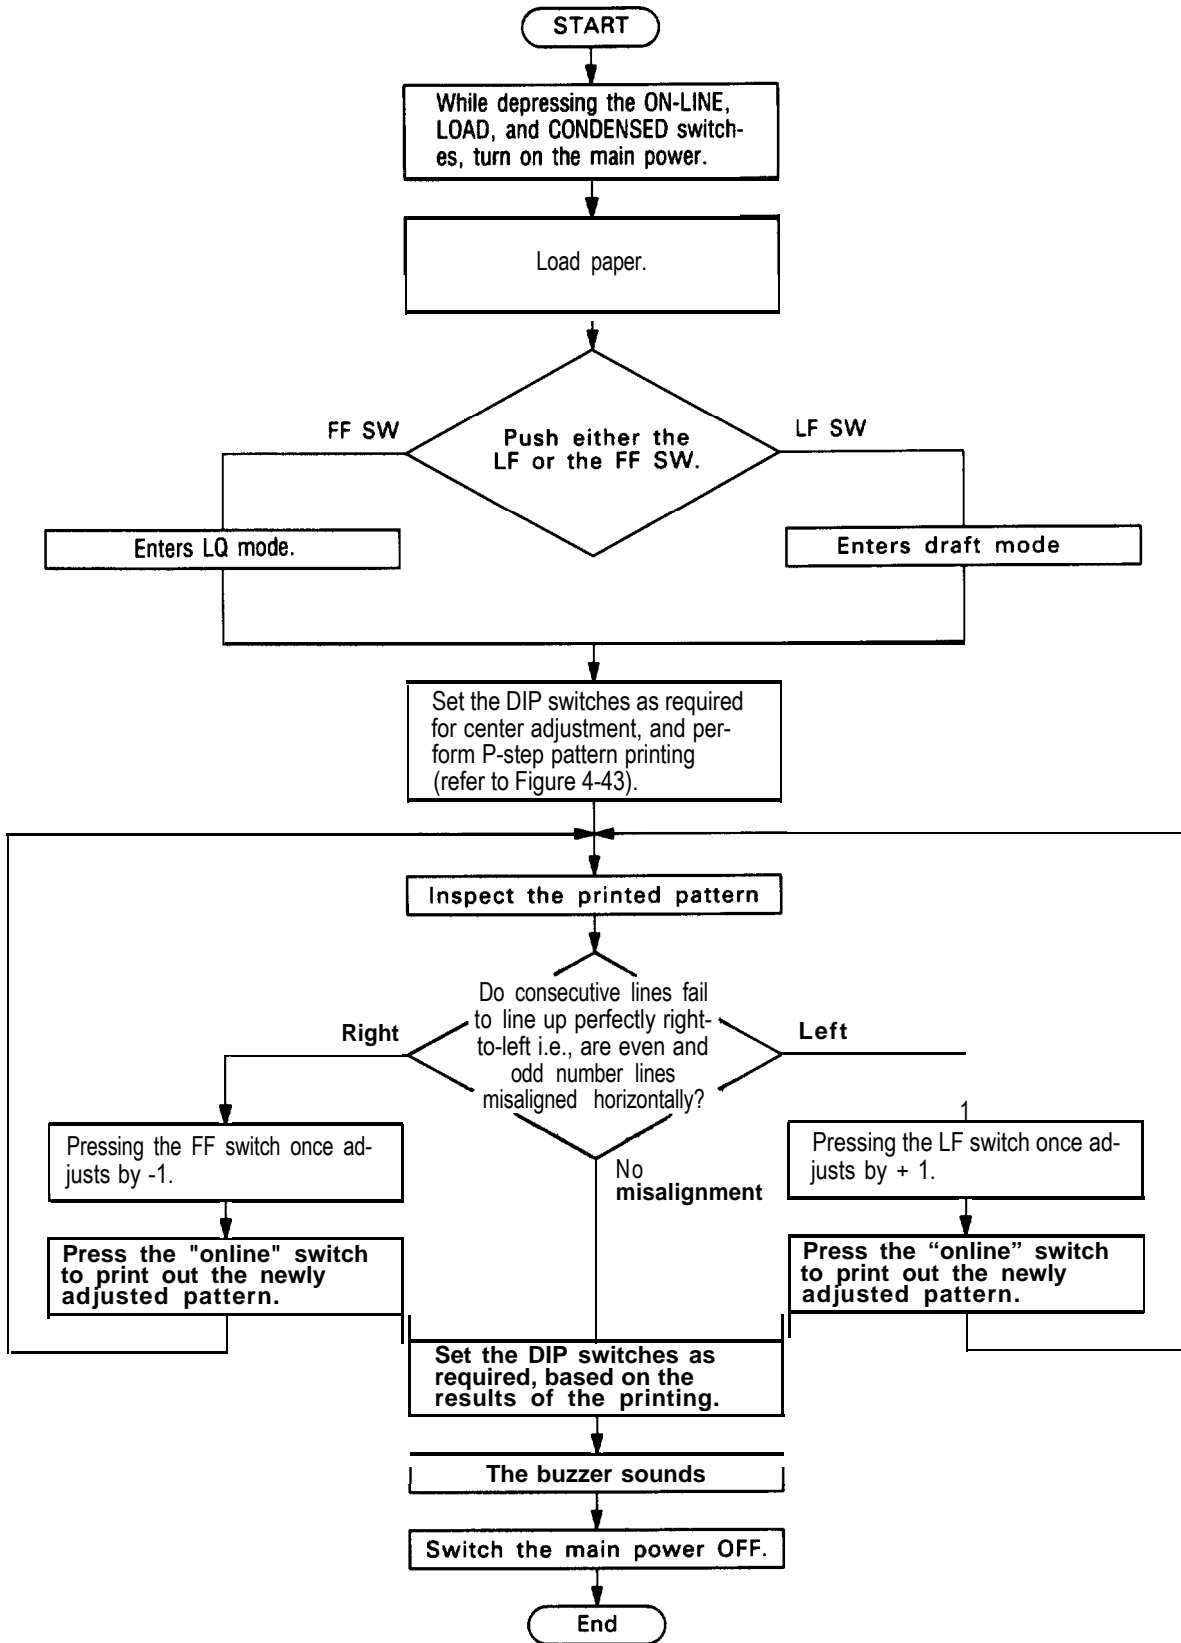 START
While depressing the ON-LINE,
LOAD, and CONDENSED switch-
es, turn on the main power.
Load paper.
FF SW
Push either the
LF or the FF SW.
LF SW
Enters LQ mode.
Enters draft mode
Set the DIP switches as required
for center adjustment, and per-
form P-step pattern printing
(refer to Figure 4-43).
Inspect the printed pattern
Do consecutive lines fail
to line up perfectly right-
to-left i.e., are even and
odd number lines
misaligned horizontally?
Right
Left
1
No
misalignment
Pressing the FF switch once ad-
justs by -1.
Pressing the LF switch once ad-
justs by + 1.
Press the "online" switch
to print out the newly
adjusted pattern.
Press the “online” switch
to print out the newly
adjusted pattern.
Set the DIP switches as
required, based on the
results of the printing.
The buzzer sounds
Switch the main power OFF.
End